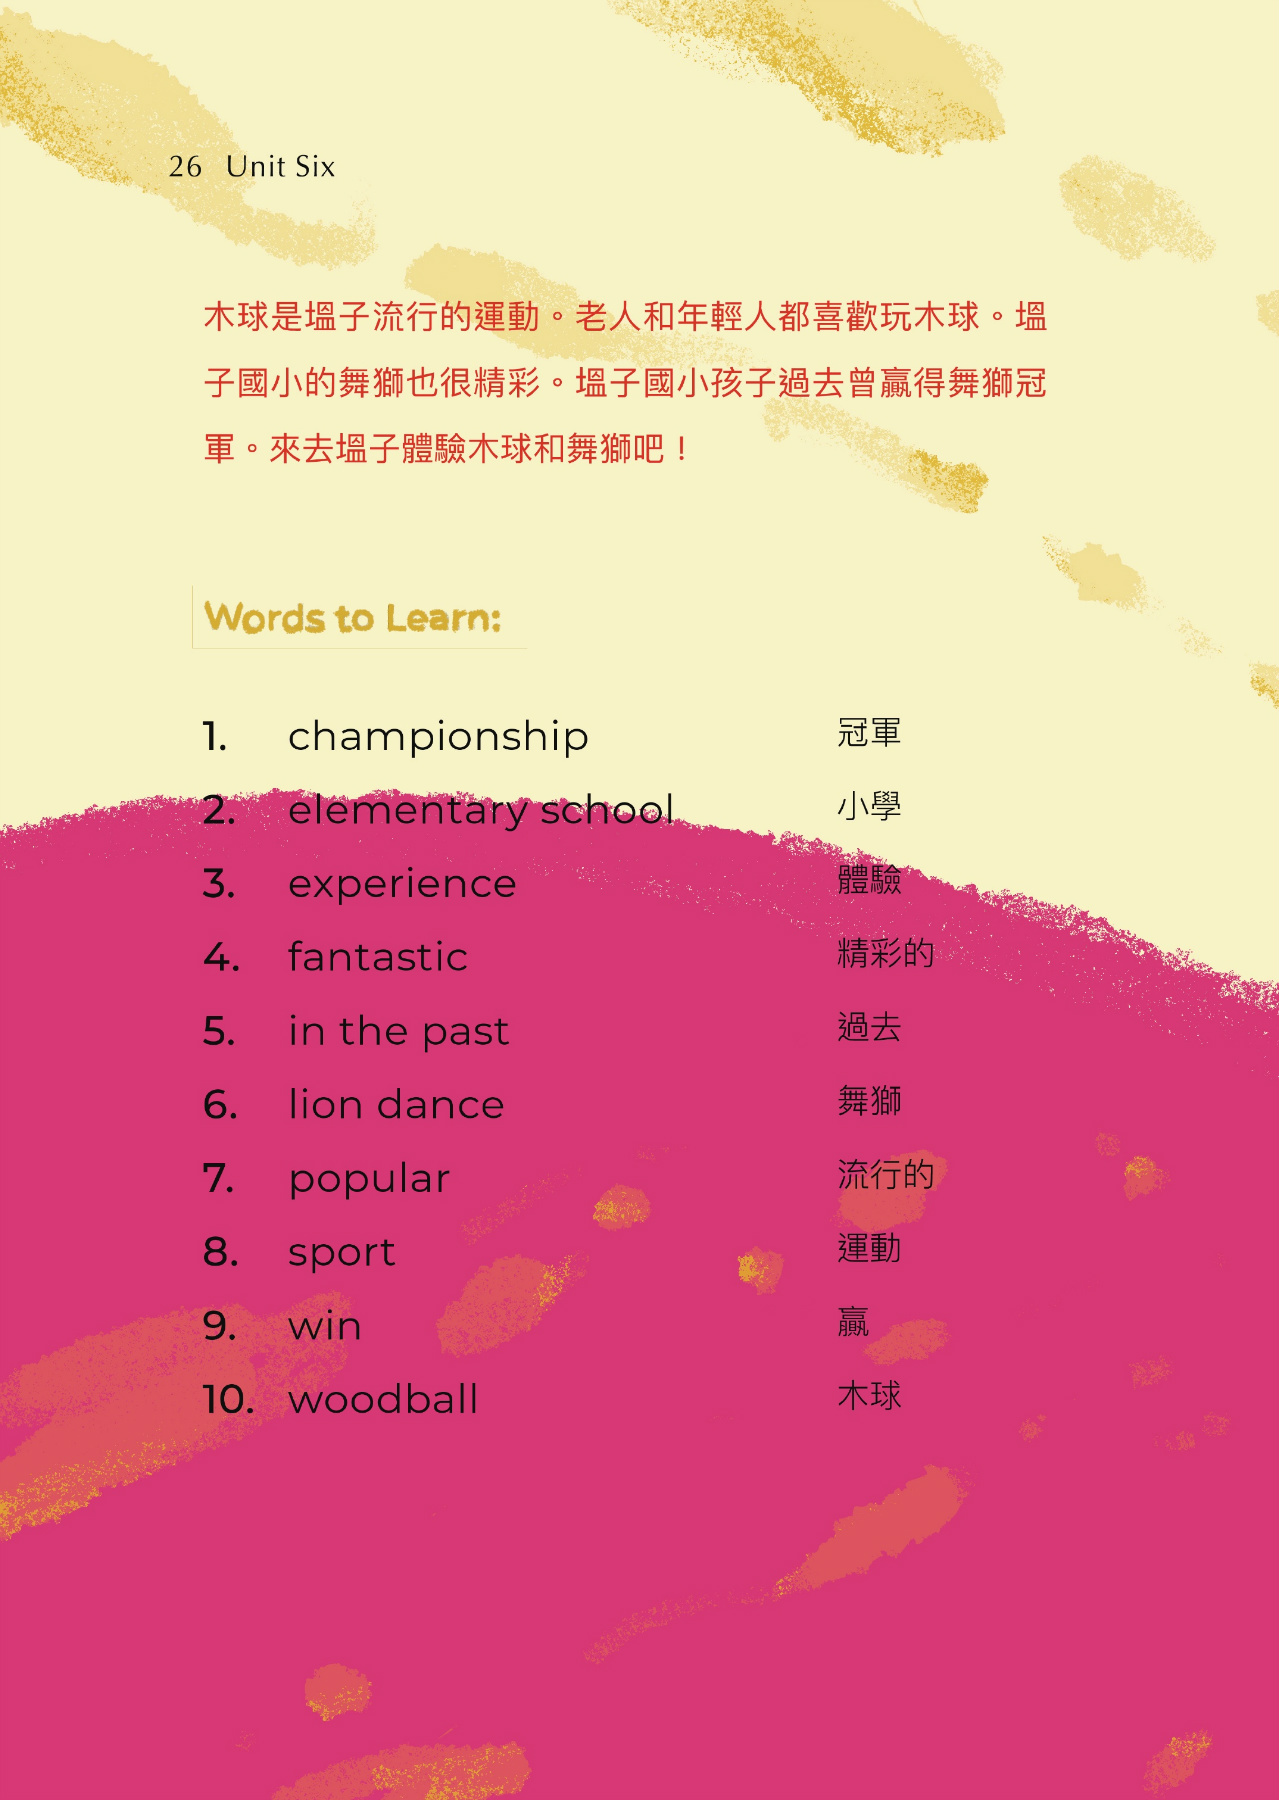 26 Unit Six
木球是塭子流行的運動。老人和年輕人都喜歡玩木球。塭
子國小的舞獅也很精彩。塭子國小孩子過去曾贏得舞獅冠
軍。來去塭子體驗木球和舞獅吧！
Words to Learn:
1. championship 冠軍
2. elementary school 小學
3. experience 體驗
4. fantastic 精彩的
5. in the past 過去
6. lion dance 舞獅
7. popular 流行的
8. sport 運動
9. win 贏
10. woodball 木球